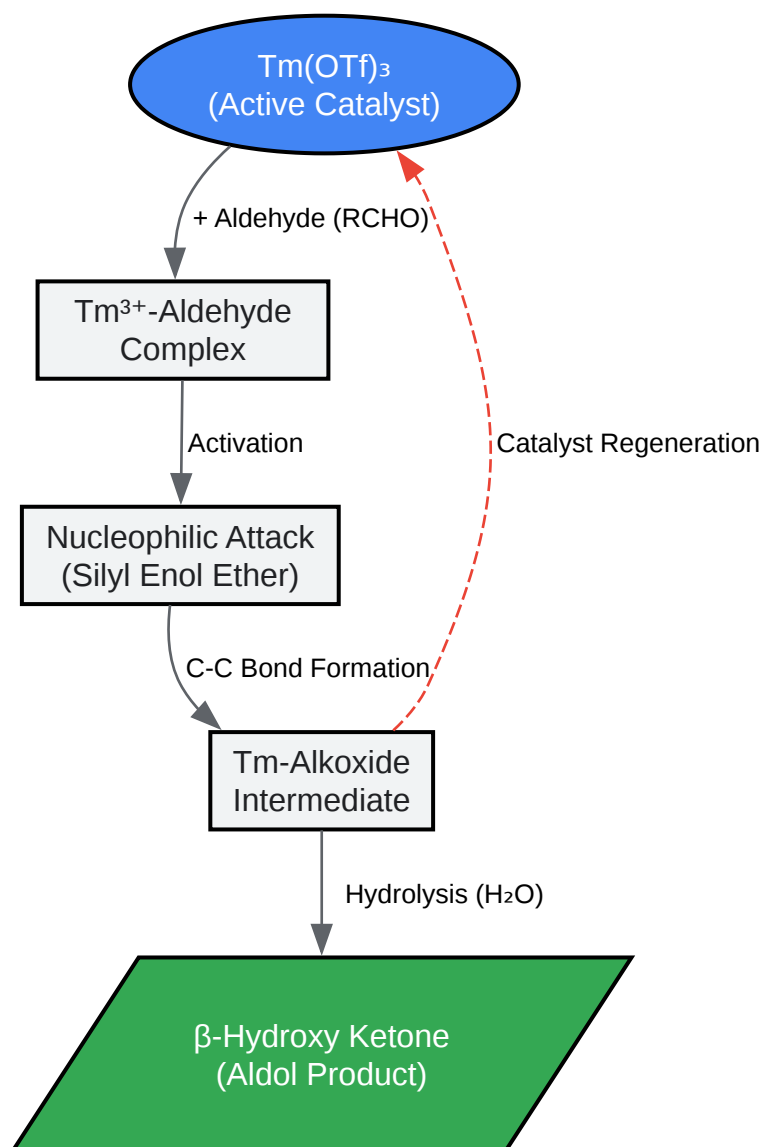 Tm(OTf)₃
(Active Catalyst)
+ Aldehyde (RCHO)
Tm³⁺-Aldehyde
Complex
Activation
Catalyst Regeneration
Nucleophilic Attack
(Silyl Enol Ether)
C-C Bond Formation
Tm-Alkoxide
Intermediate
Hydrolysis (H₂O)
β-Hydroxy Ketone
(Aldol Product)